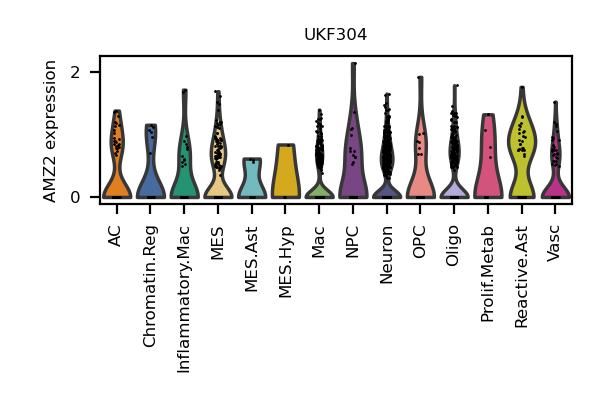 UKF304
AMZ2 expression
2
0
AC
Chromatin.Reg
Inflammatory.Mac
MES
MES.Ast
MES.Hyp
Mac
NPC
Neuron
OPC
Oligo
Prolif.Metab
Reactive.Ast
Vasc